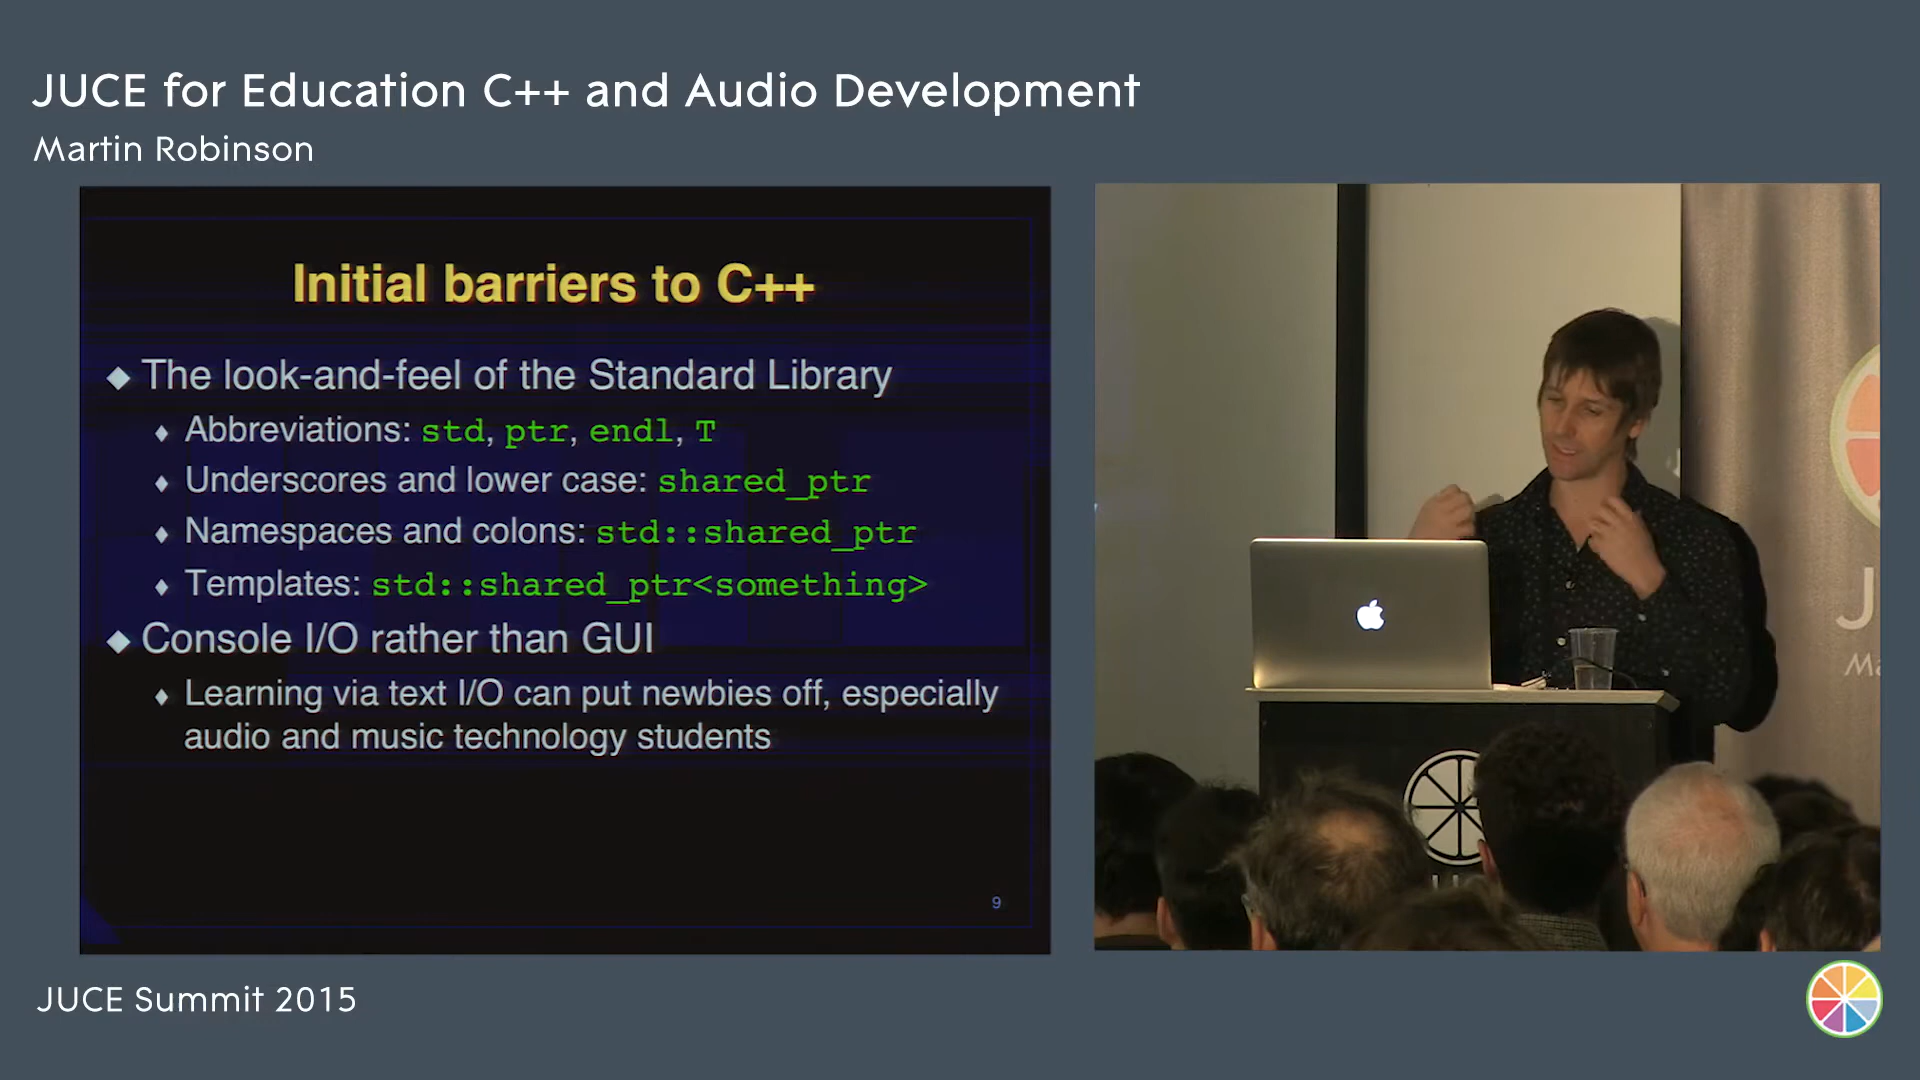 JUCE for Education C++ and Audio Development
Martin Robinson
Initial barriers to C++
The look-and-feel of the Standard Library
Abbreviations: std, ptr, endl, T
Underscores and lower case: shared_ptr
Namespaces and colons: std::shared_ptr
Templates: std::shared_ptr<something>
Console I/O rather than GUI
Learning via text I/O can put newbies off, especially
audio and music technology students
9
JUCE Summit 2015